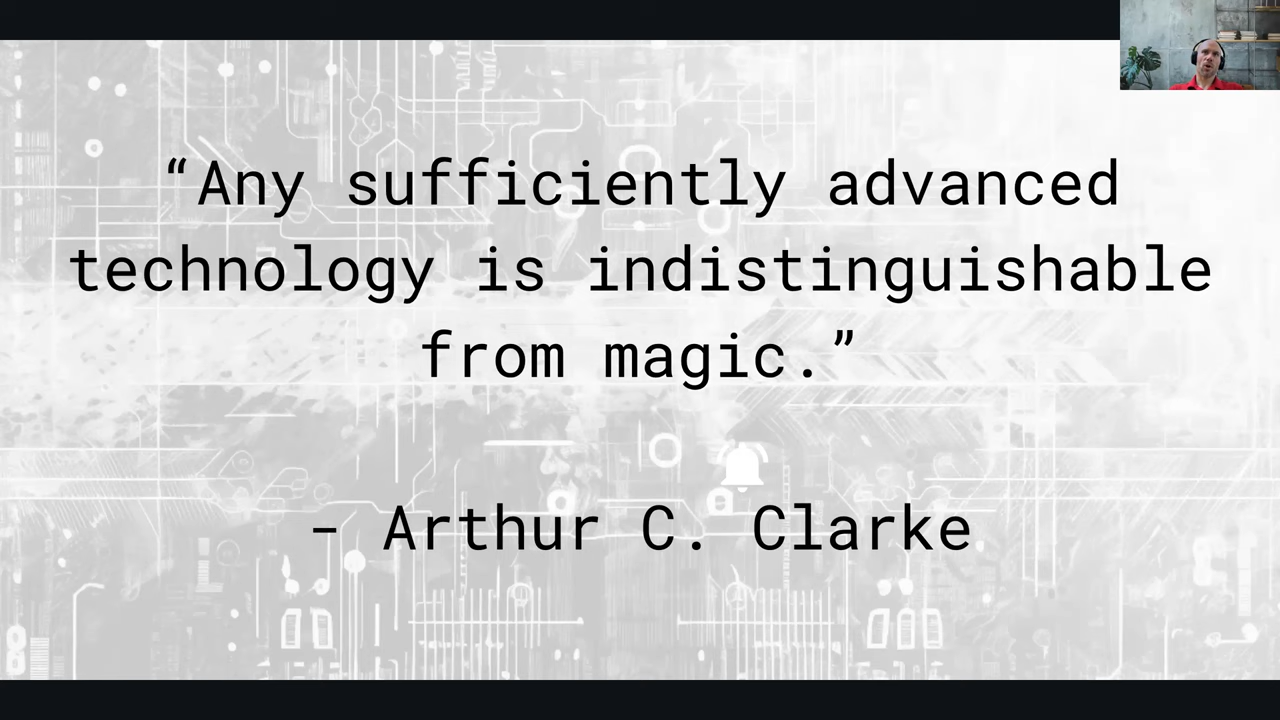 “Any sufficiently advanced
technology is indistinguishable
from magic.”
- Arthur C. Clarke